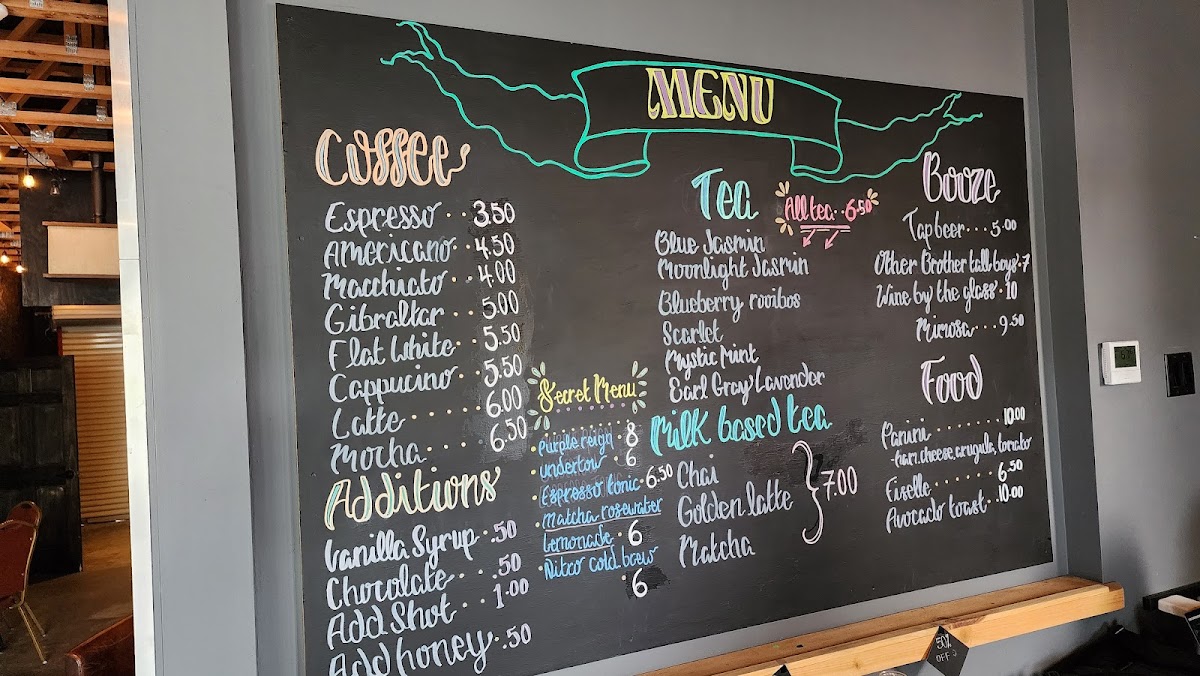 MENU
Coffee
Espresso·· 3.50
Americano·· 4.50
Macchiato·· 4.00
Gibraltar··· 5.00
Flat White·· 5.50
Cappucino·· 5.50
Latte······ 6.00
Mocha···· 6.50
Additions
Vanilla Syrup· .50
Chocolate··· .50
Add Shot··· 1.00
Add honey· .50
Secret Menu
purple reign· 8
undertow· 6
Espresso tonic· 6.50
Matcha rosewater
Lemonade· 6
Nitro cold brew
· 6
Tea
All tea·· 6.50
Blue Jasmin
Moonlight Jasmin
Blueberry rooibos
Scarlet
Mystic Mint
Earl Gray Lavender
Milk based tea
Chai
Golden latte
Matcha
7.00
Booze
Tap beer··· 5.00
Other Brother tall boys· 7
Wine by the glass· 10
Mimosa··· 9.50
Food
Panini 10.00
-ham, cheese, arugula, tomato
Ficelle 6.50
Avocado toast·· 10.00
50%
OFF